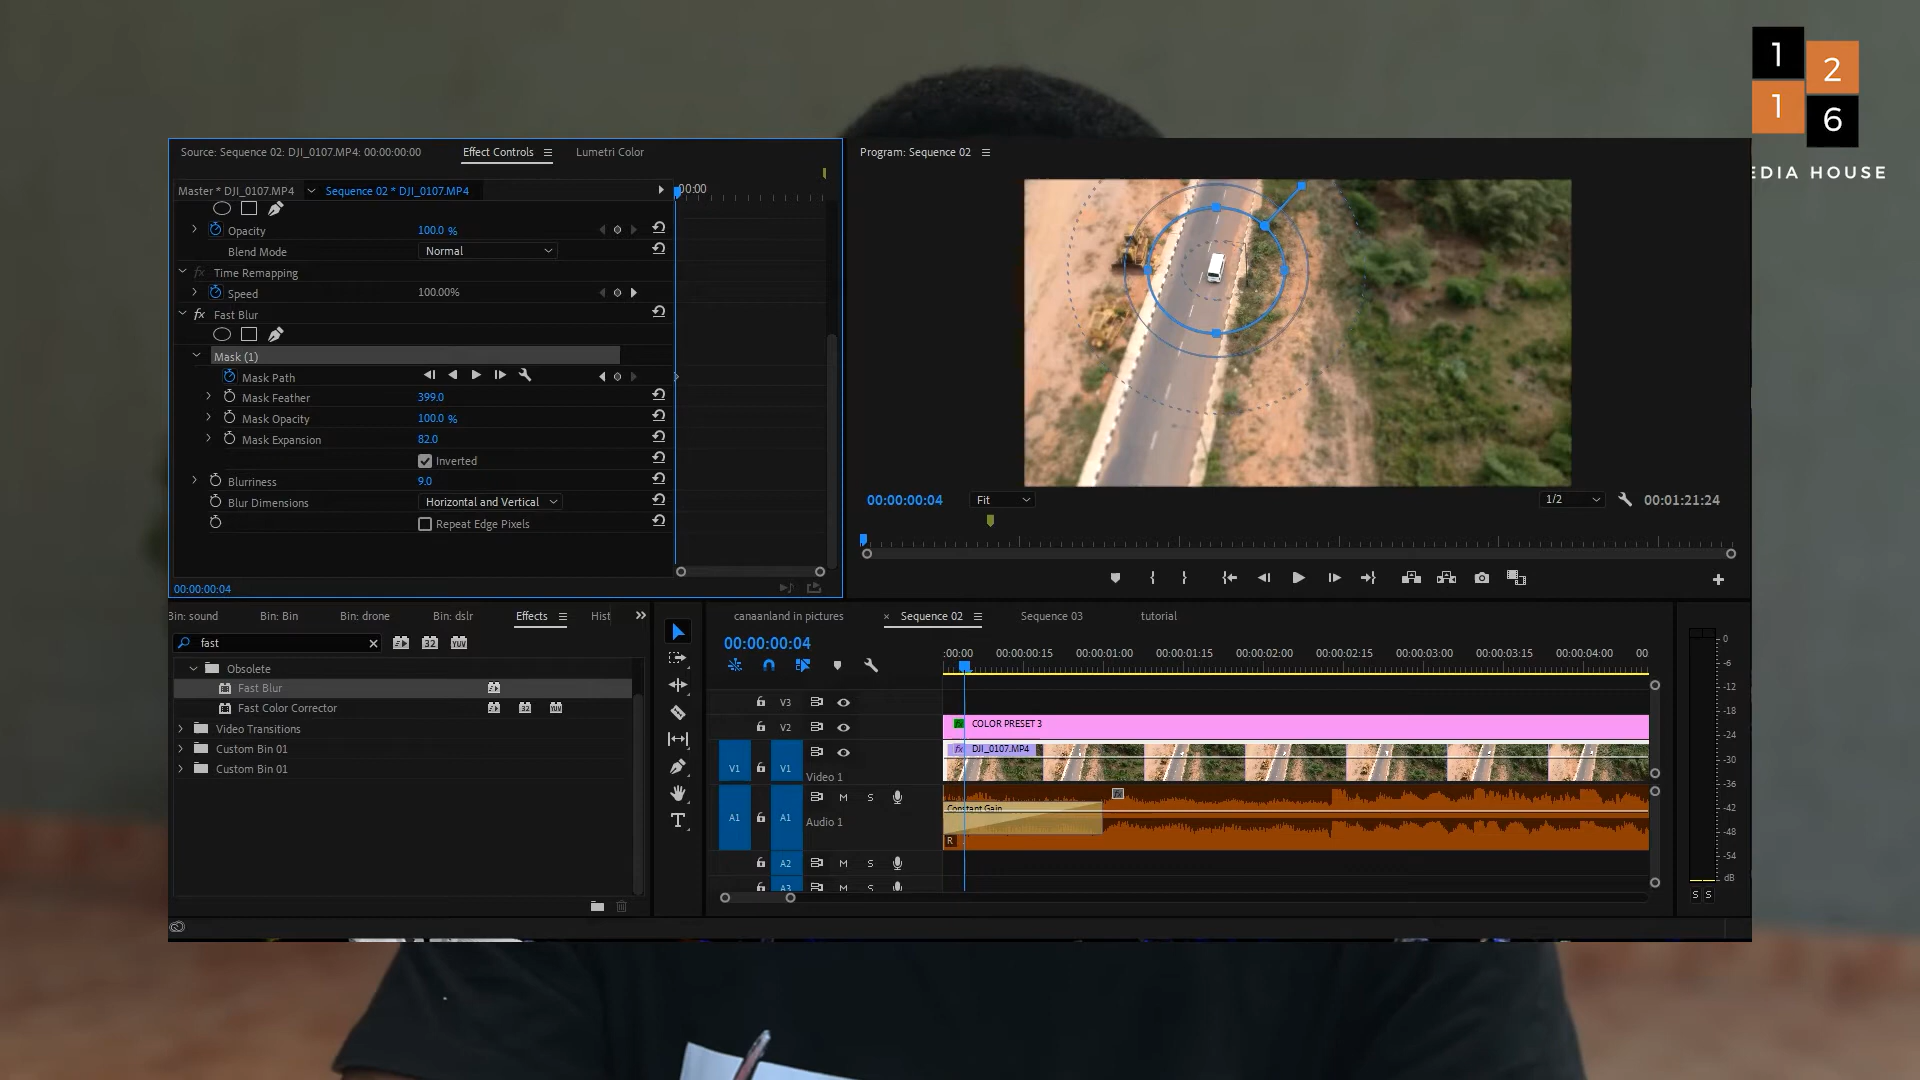 1
2
1
6
EDIA HOUSE
Source: Sequence 02: DJI_0107.MP4: 00:00:00:00
Effect Controls
Lumetri Color
Master * DJI_0107.MP4
Sequence 02 * DJI_0107.MP4
:00:00
Opacity
100.0 %
Blend Mode
Normal
fx Time Remapping
Speed
100.00%
fx Fast Blur
Mask (1)
Mask Path
Mask Feather
399.0
Mask Opacity
100.0 %
Mask Expansion
82.0
Inverted
Blurriness
9.0
Blur Dimensions
Horizontal and Vertical
Repeat Edge Pixels
00:00:00:04
Program: Sequence 02
00:00:00:04
Fit
1/2
00:01:21:24
Bin: sound
Bin: Bin
Bin: drone
Bin: dslr
Effects
Hist
fast
32
YUV
Obsolete
Fast Blur
Fast Color Corrector
32
YUV
Video Transitions
Custom Bin 01
Custom Bin 01
canaanland in pictures
× Sequence 02
Sequence 03
tutorial
00:00:00:04
:00:00
00:00:00:15
00:00:01:00
00:00:01:15
00:00:02:00
00:00:02:15
00:00:03:00
00:00:03:15
00:00:04:00
00
V3
V2
fx COLOR PRESET 3
V1
V1
Video 1
fx DJI_0107.MP4
A1
A1
M
S
Audio 1
Constant Gain
R
A2
M
S
A3
M
S
0
-6
-12
-18
-24
-30
-36
-42
-48
-54
dB
S
S